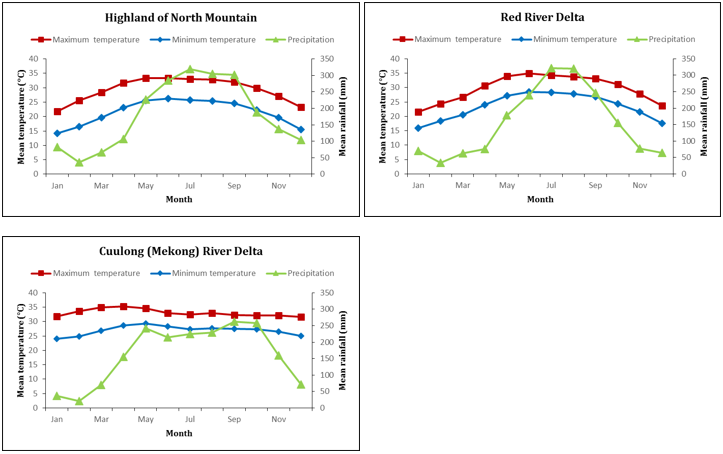 Highland of North Mountain
Maximum temperature Minimum temperature Precipitation
Mean temperature (°C)
40
35
30
25
20
15
10
5
0
350
300
250
200
150
100
50
0
Mean rainfall (mm)
Jan Mar May Jul Sep Nov
Month
Red River Delta
Maximum temperature Minimum temperature Precipitation
Mean temperature (°C)
40
35
30
25
20
15
10
5
0
350
300
250
200
150
100
50
0
Mean rainfall (mm)
Jan Mar May Jul Sep Nov
Month
Cuulong (Mekong) River Delta
Maximum temperature Minimum temperature Precipitation
Mean temperature (°C)
40
35
30
25
20
15
10
5
0
350
300
250
200
150
100
50
0
Mean rainfall (mm)
Jan Mar May Jul Sep Nov
Month